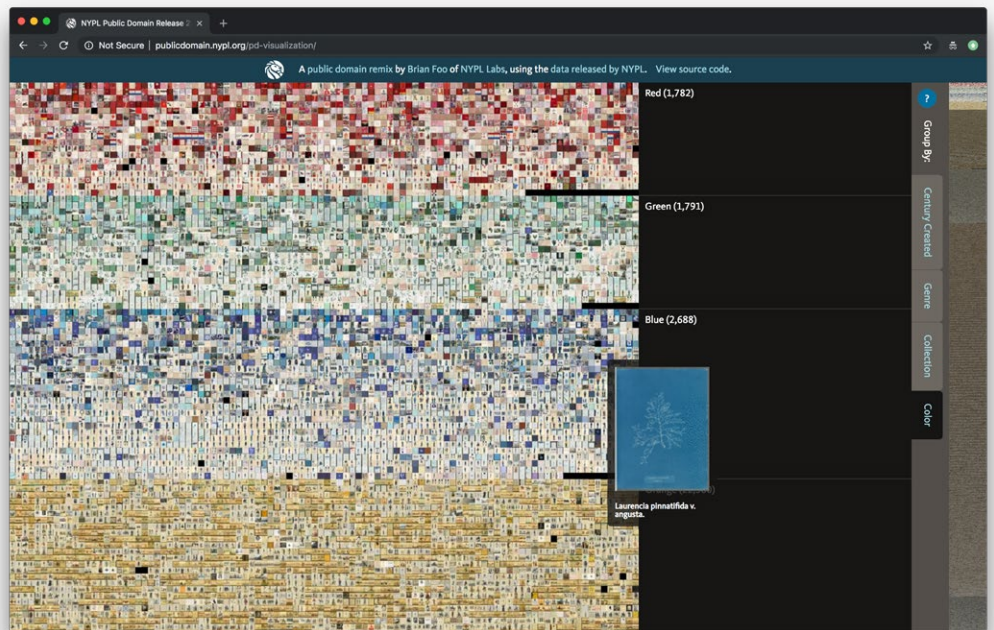 NYPL Public Domain Release 2
Not Secure | publicdomain.nypl.org/pd-visualization/
A public domain remix by Brian Foo of NYPL Labs, using the data released by NYPL. View source code.
Red (1,782)
?
Group By:
Century Created
Green (1,791)
Genre
Blue (2,688)
Collection
Color
Laurencia pinnatifida v.
angusta.